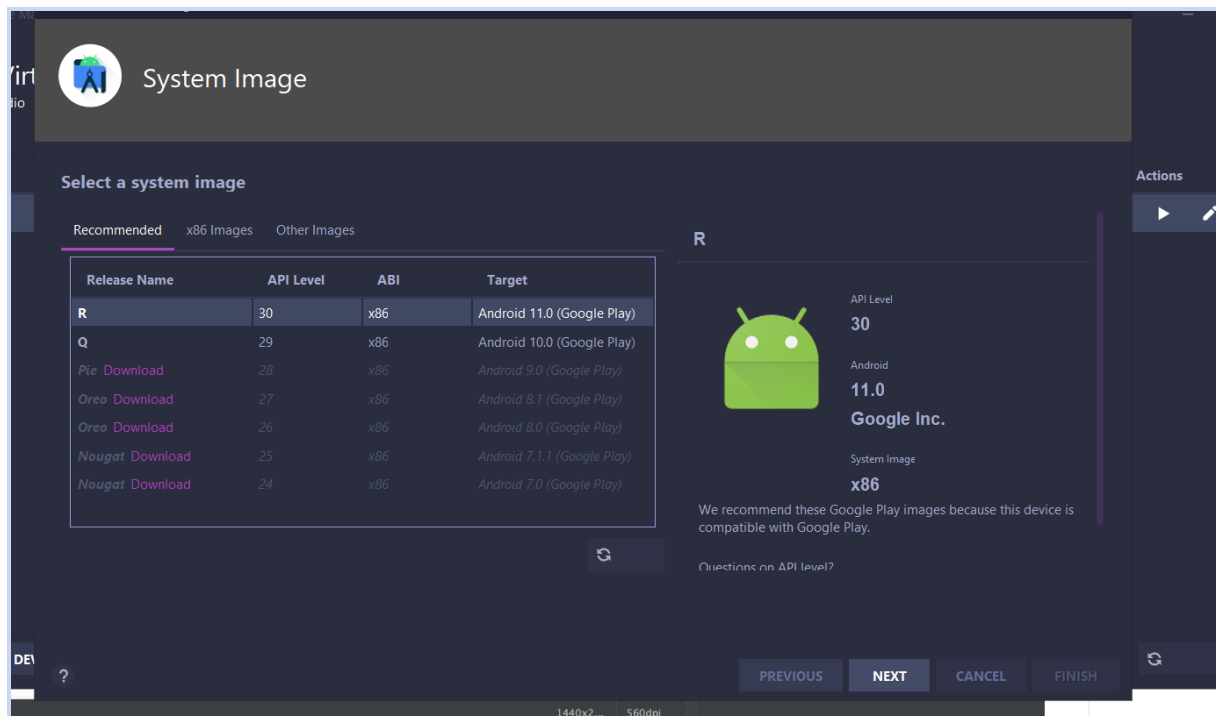 System Image
Select a system image
Actions
Recommended x86 Images Other Images
R
Release Name API Level ABI Target
R 30 x86 Android 11.0 (Google Play)
Q 29 x86 Android 10.0 (Google Play)
Pie Download 28 x86 Android 9.0 (Google Play)
Oreo Download 27 x86 Android 8.1 (Google Play)
Oreo Download 26 x86 Android 8.0 (Google Play)
Nougat Download 25 x86 Android 7.1.1 (Google Play)
Nougat Download 24 x86 Android 7.0 (Google Play)
API Level
30
Android
11.0
Google Inc.
System Image
x86
We recommend these Google Play images because this device is
compatible with Google Play.
Questions on API level?
?
PREVIOUS NEXT CANCEL FINISH
1440x2... 560dpi